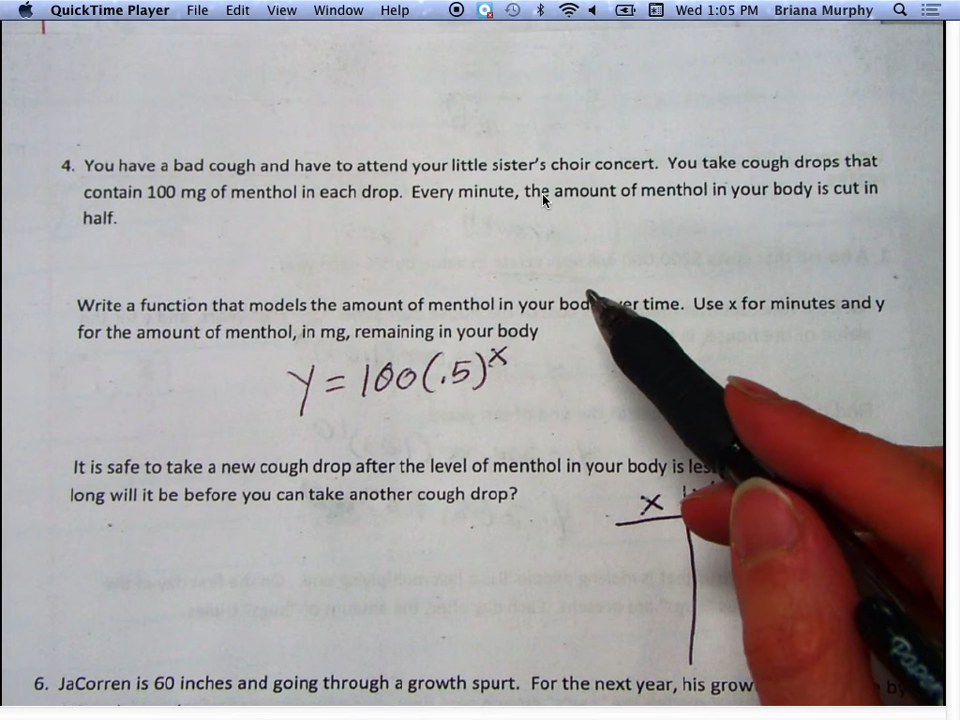 QuickTime Player File Edit View Window Help Wed 1:05 PM Briana Murphy
4. You have a bad cough and have to attend your little sister's choir concert. You take cough drops that
contain 100 mg of menthol in each drop. Every minute, the amount of menthol in your body is cut in
half.
Write a function that models the amount of menthol in your time. Use x for minutes and y
for the amount of menthol, in mg, remaining in your body
y = 100(.5)^x
It is safe to take a new cough drop after the level of menthol in your body is
long will it be before you can take another cough drop?
x
6. JaCorren is 60 inches and going through a growth spurt. For the next year, his